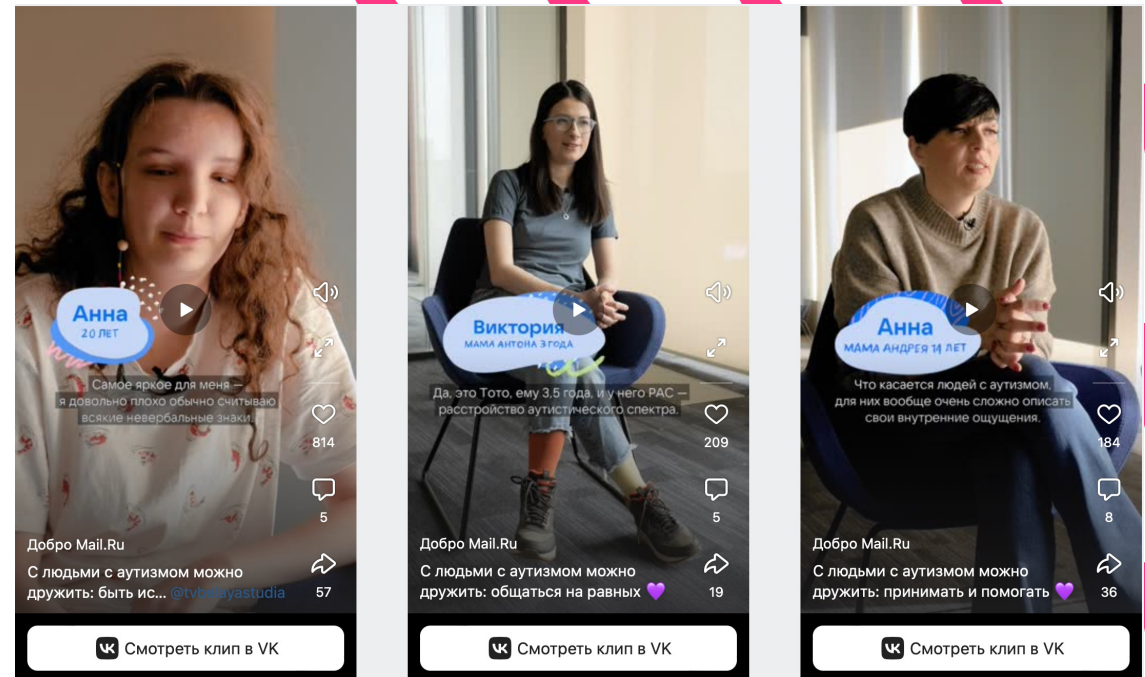 Анна
20 ЛЕТ
Самое яркое для меня —
я довольно плохо обычно считываю
всякие невербальные знаки.
814
5
57
Добро Mail.Ru
С людьми с аутизмом можно
дружить: быть ис... @tvbarayastudia
Смотреть клип в VK
Виктория
МАМА АНТОНА 3 ГОДА
Да, это Тото, ему 3,5 года, и у него РАС —
расстройство аутистического спектра.
209
5
19
Добро Mail.Ru
С людьми с аутизмом можно
дружить: общаться на равных 💜
Смотреть клип в VK
Анна
МАМА АНДРЕЯ 14 ЛЕТ
Что касается людей с аутизмом,
для них вообще очень сложно описать
свои внутренние ощущения.
184
8
36
Добро Mail.Ru
С людьми с аутизмом можно
дружить: принимать и помогать 💜
Смотреть клип в VK